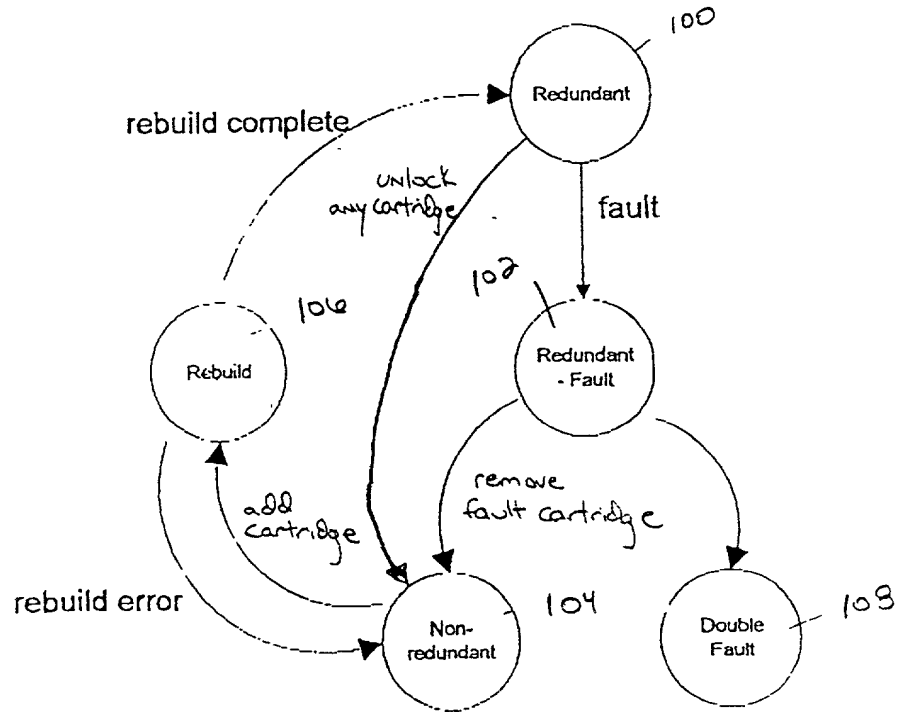 100
Redundant
rebuild complete
unlock
any cartridge
fault
102
106
Redundant
- Fault
Rebuild
remove
fault cartridge
add
cartridge
rebuild error
104
Non-
redundant
108
Double
Fault